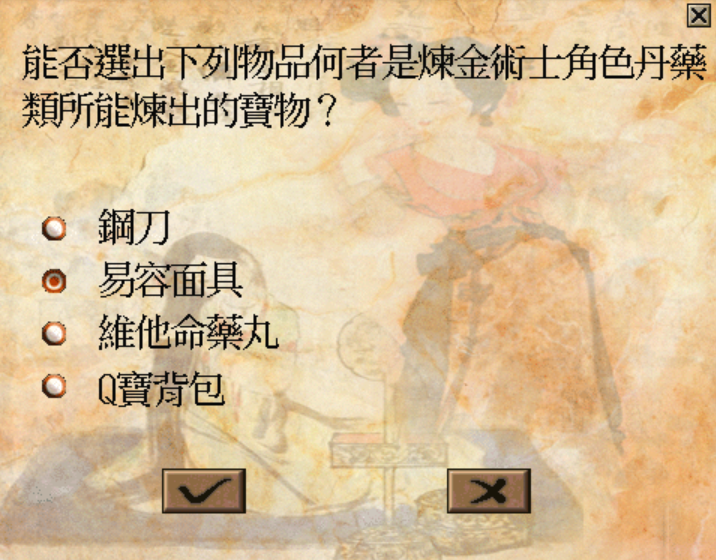 能否選出下列物品何者是煉金術士角色丹藥
類所能煉出的寶物？
鋼刀
易容面具
維他命藥丸
Q寶背包